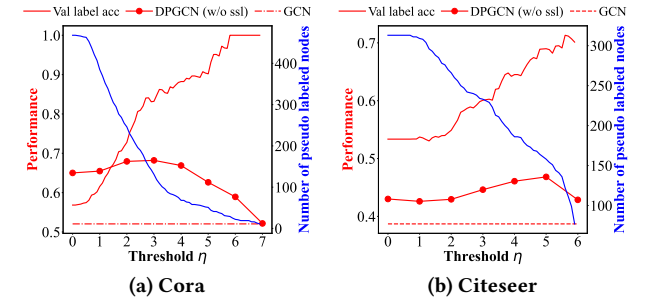 Val label acc DPGCN (w/o ssl) GCN
1.0
0.9
0.8
0.7
0.6
0.5
Performance
400
300
200
100
0
Number of pseudo labeled nodes
0 1 2 3 4 5 6 7
Threshold η
(a) Cora
Val label acc DPGCN (w/o ssl) GCN
0.7
0.6
0.5
0.4
Performance
300
250
200
150
100
Number of pseudo labeled nodes
0 1 2 3 4 5 6
Threshold η
(b) Citeseer